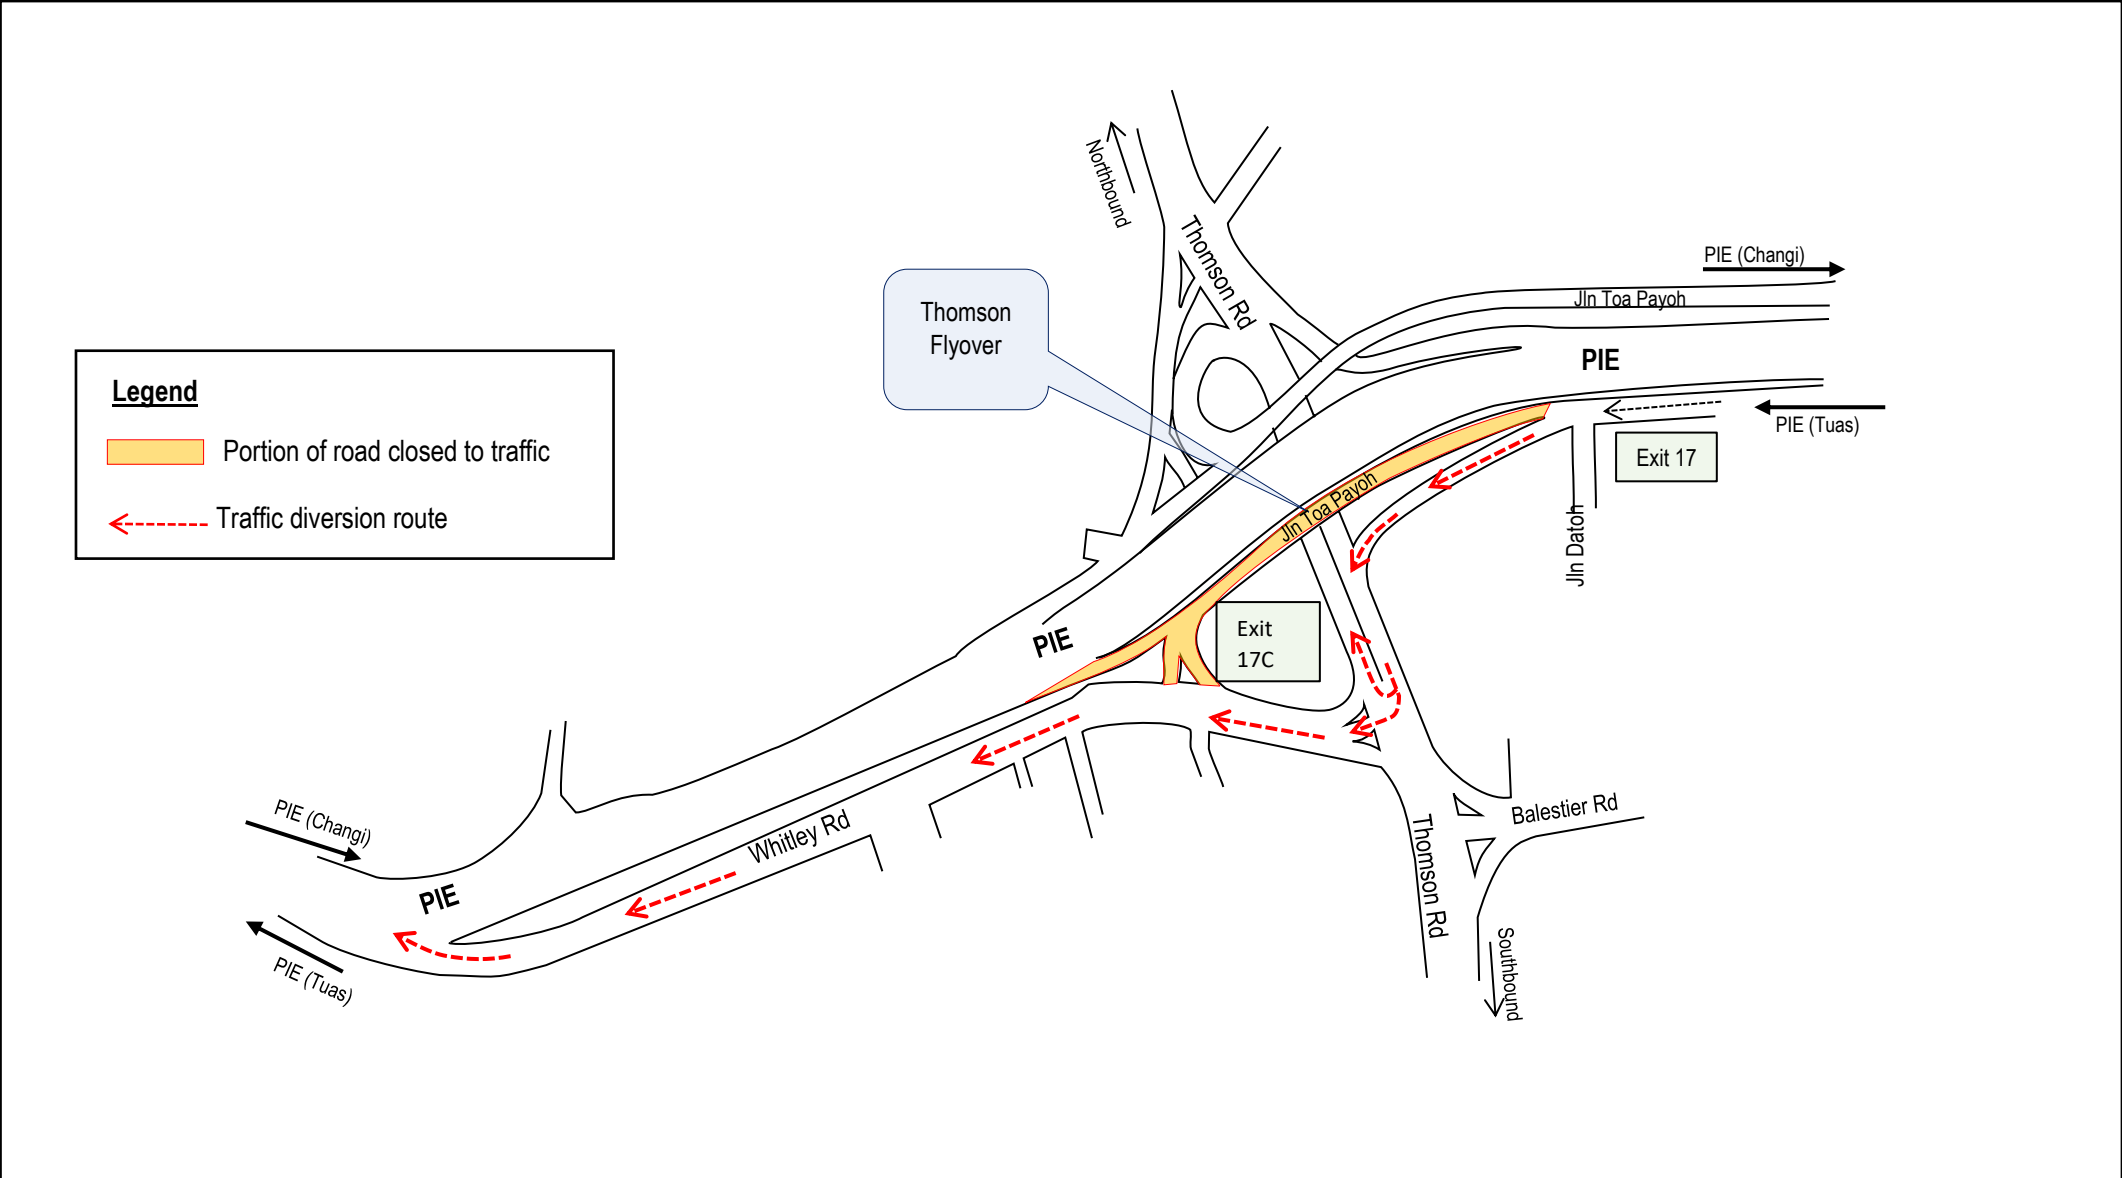 Northbound
Thomson Rd
PIE (Changi)
Jln Toa Payoh
Thomson
Flyover
PIE
Legend
Portion of road closed to traffic
Traffic diversion route
PIE (Tuas)
Exit 17
Jln Toa Payoh
Jln Datoh
Exit
17C
PIE
Balestier Rd
PIE (Changi)
Whitley Rd
Thomson Rd
PIE
Southbound
PIE (Tuas)